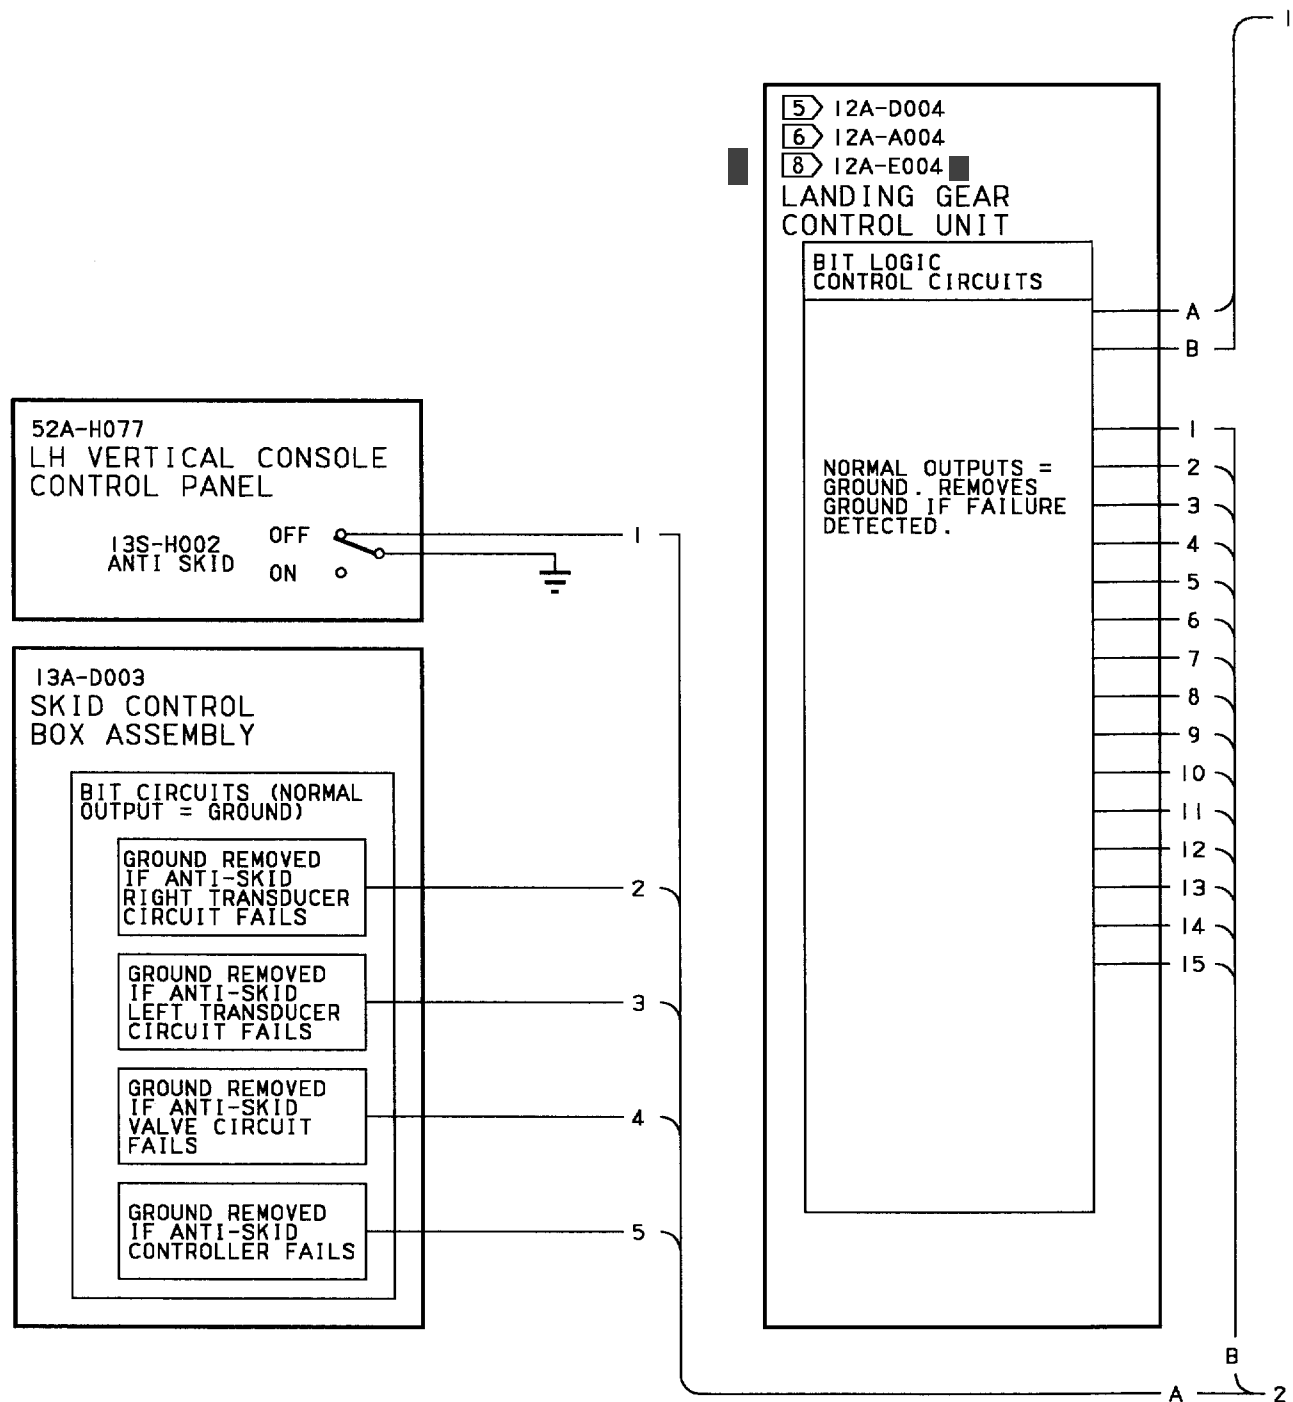 1
5 12A-D004
6 12A-A004
8 12A-E004
LANDING GEAR
CONTROL UNIT
BIT LOGIC
CONTROL CIRCUITS
A
B
NORMAL OUTPUTS =
GROUND. REMOVES
GROUND IF FAILURE
DETECTED.
1
2
3
4
5
6
7
8
9
10
11
12
13
14
15
52A-H077
LH VERTICAL CONSOLE
CONTROL PANEL
13S-H002
ANTI SKID
OFF
ON
1
13A-D003
SKID CONTROL
BOX ASSEMBLY
BIT CIRCUITS (NORMAL
OUTPUT = GROUND)
GROUND REMOVED
IF ANTI-SKID
RIGHT TRANSDUCER
CIRCUIT FAILS
2
GROUND REMOVED
IF ANTI-SKID
LEFT TRANSDUCER
CIRCUIT FAILS
3
GROUND REMOVED
IF ANTI-SKID
VALVE CIRCUIT
FAILS
4
GROUND REMOVED
IF ANTI-SKID
CONTROLLER FAILS
5
B
A
2